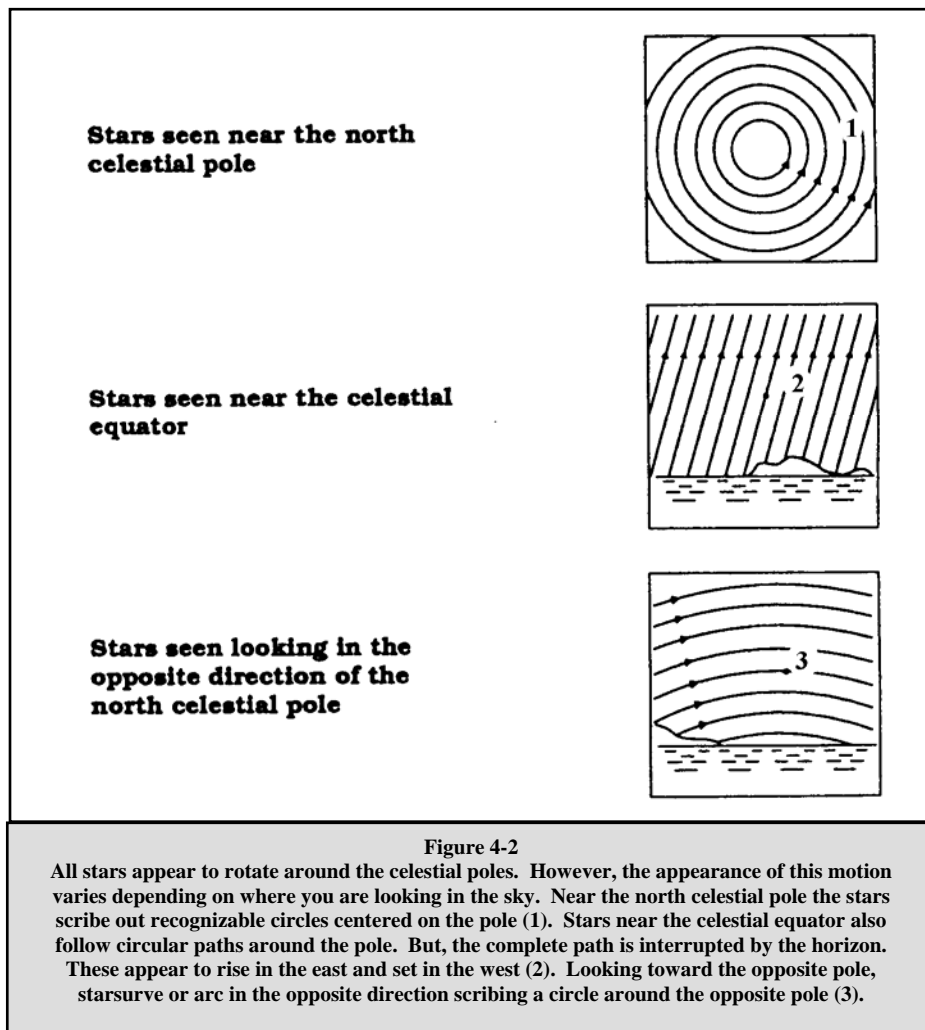 Stars seen near the north
celestial pole
1
Stars seen near the celestial
equator
2
Stars seen looking in the
opposite direction of the
north celestial pole
3
Figure 4-2
All stars appear to rotate around the celestial poles. However, the appearance of this motion
varies depending on where you are looking in the sky. Near the north celestial pole the stars
scribe out recognizable circles centered on the pole (1). Stars near the celestial equator also
follow circular paths around the pole. But, the complete path is interrupted by the horizon.
These appear to rise in the east and set in the west (2). Looking toward the opposite pole,
starsurve or arc in the opposite direction scribing a circle around the opposite pole (3).